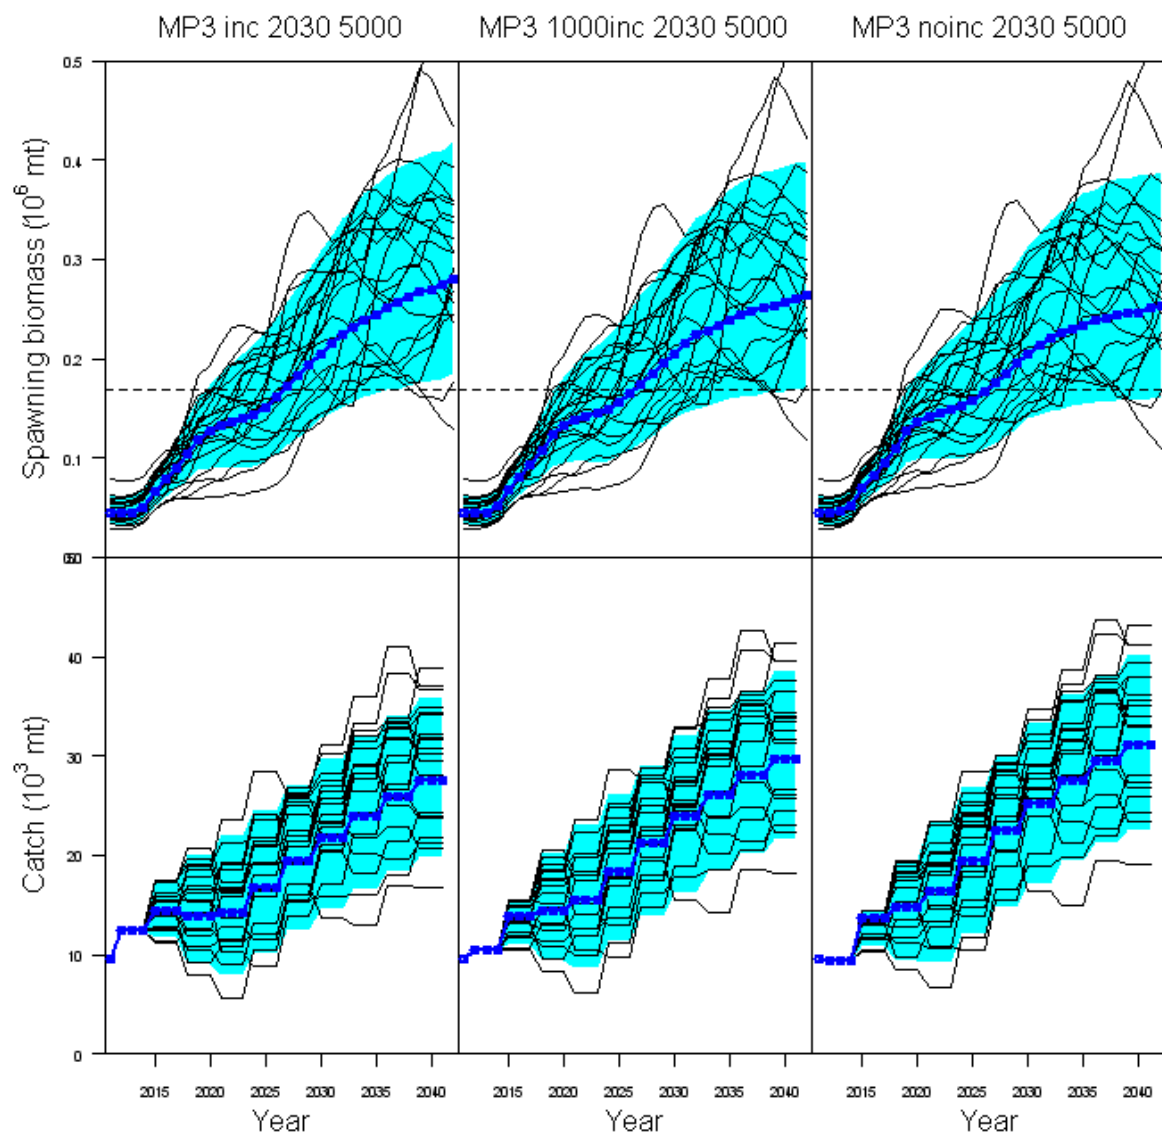 MP3 inc 2030 5000 MP3 1000inc 2030 5000 MP3 noinc 2030 5000
Spawning biomass (10⁶ mt)
0.5
0.4
0.3
0.2
0.1
Catch (10³ mt)
40
30
20
10
0
2015 2020 2025 2030 2035 2040 2015 2020 2025 2030 2035 2040 2015 2020 2025 2030 2035 2040
Year Year Year